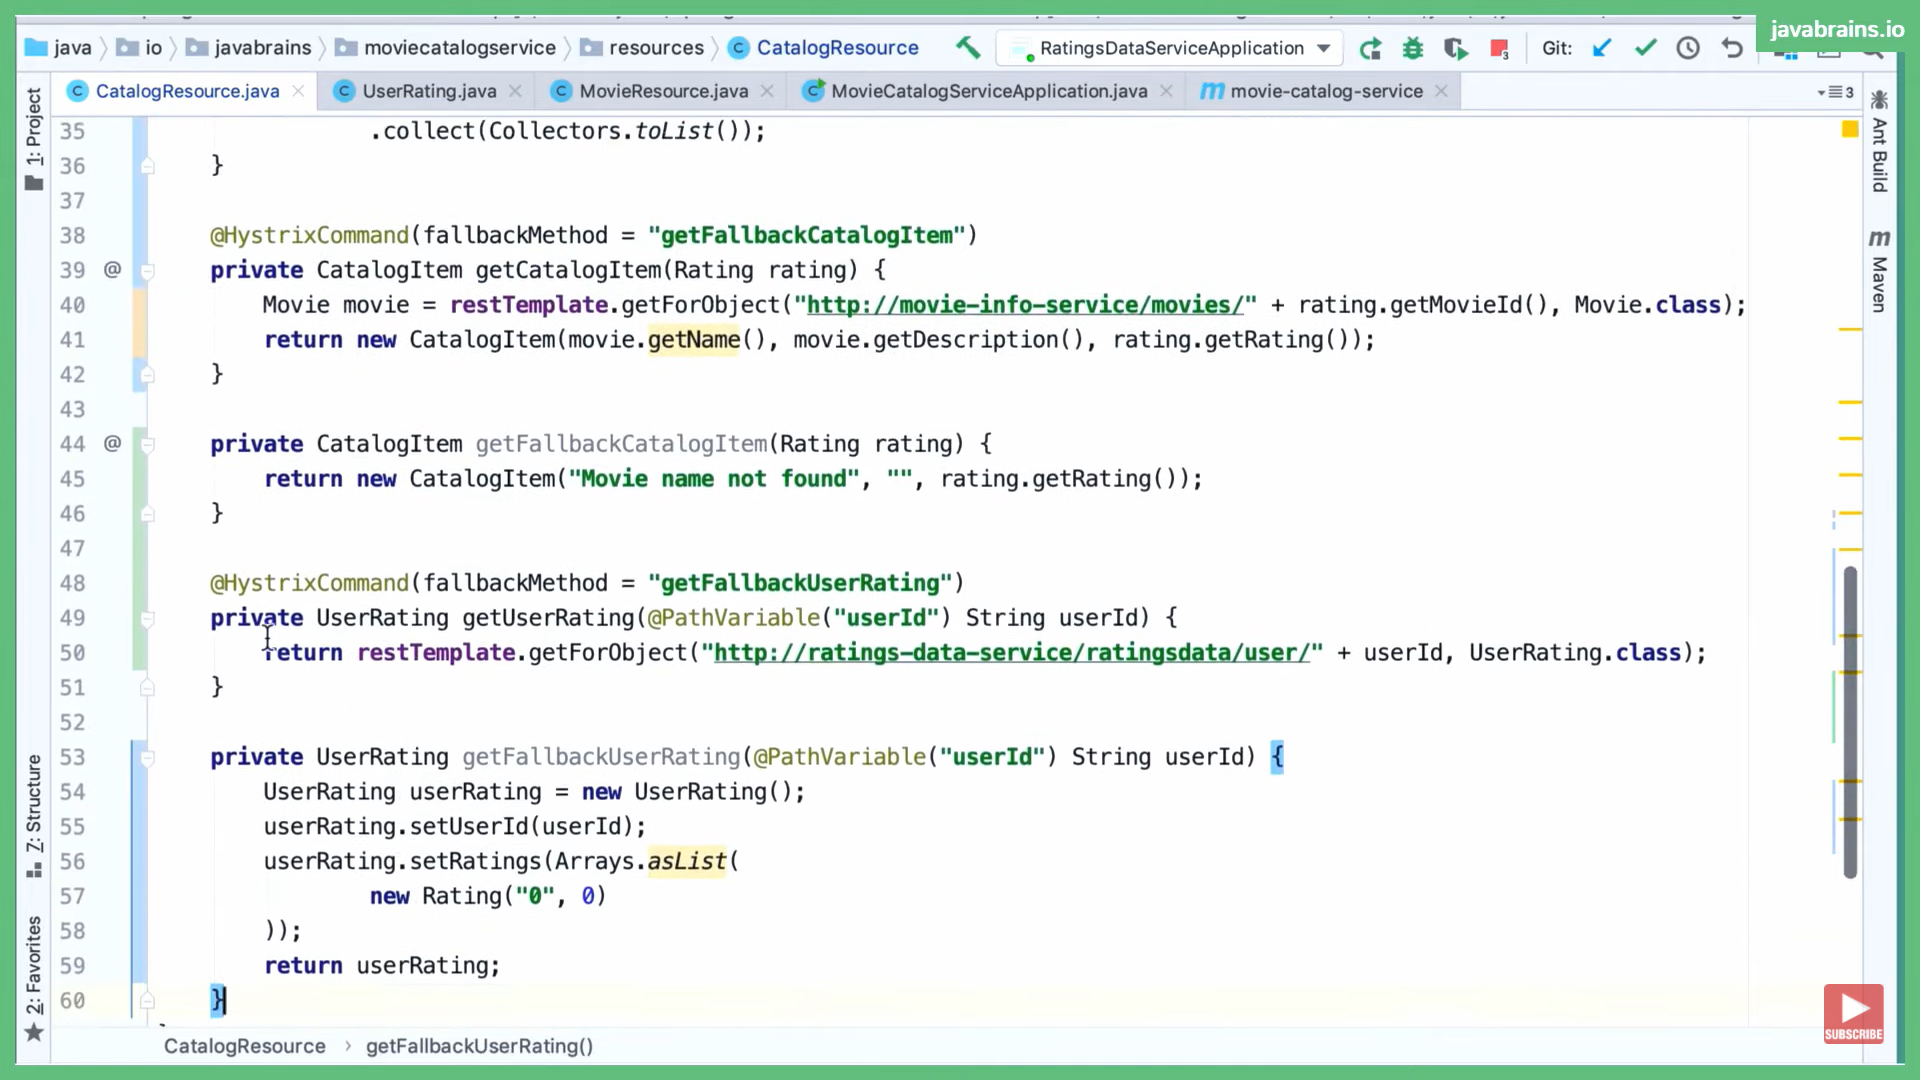 javabrains.io
java io javabrains moviecatalogservice resources CatalogResource RatingsDataServiceApplication 3 Git:
CatalogResource.java UserRating.java MovieResource.java MovieCatalogServiceApplication.java movie-catalog-service 3
1: Project
Z: Structure
2: Favorites
Ant Build
Maven
35 .collect(Collectors.toList());
36 }
37
38 @HystrixCommand(fallbackMethod = "getFallbackCatalogItem")
39 @ private CatalogItem getCatalogItem(Rating rating) {
40 Movie movie = restTemplate.getForObject("http://movie-info-service/movies/" + rating.getMovieId(), Movie.class);
41 return new CatalogItem(movie.getName(), movie.getDescription(), rating.getRating());
42 }
43
44 @ private CatalogItem getFallbackCatalogItem(Rating rating) {
45 return new CatalogItem("Movie name not found", "", rating.getRating());
46 }
47
48 @HystrixCommand(fallbackMethod = "getFallbackUserRating")
49 private UserRating getUserRating(@PathVariable("userId") String userId) {
50 return restTemplate.getForObject("http://ratings-data-service/ratingsdata/user/" + userId, UserRating.class);
51 }
52
53 private UserRating getFallbackUserRating(@PathVariable("userId") String userId) {
54 UserRating userRating = new UserRating();
55 userRating.setUserId(userId);
56 userRating.setRatings(Arrays.asList(
57 new Rating("0", 0)
58 ));
59 return userRating;
60 }
CatalogResource › getFallbackUserRating()
SUBSCRIBE